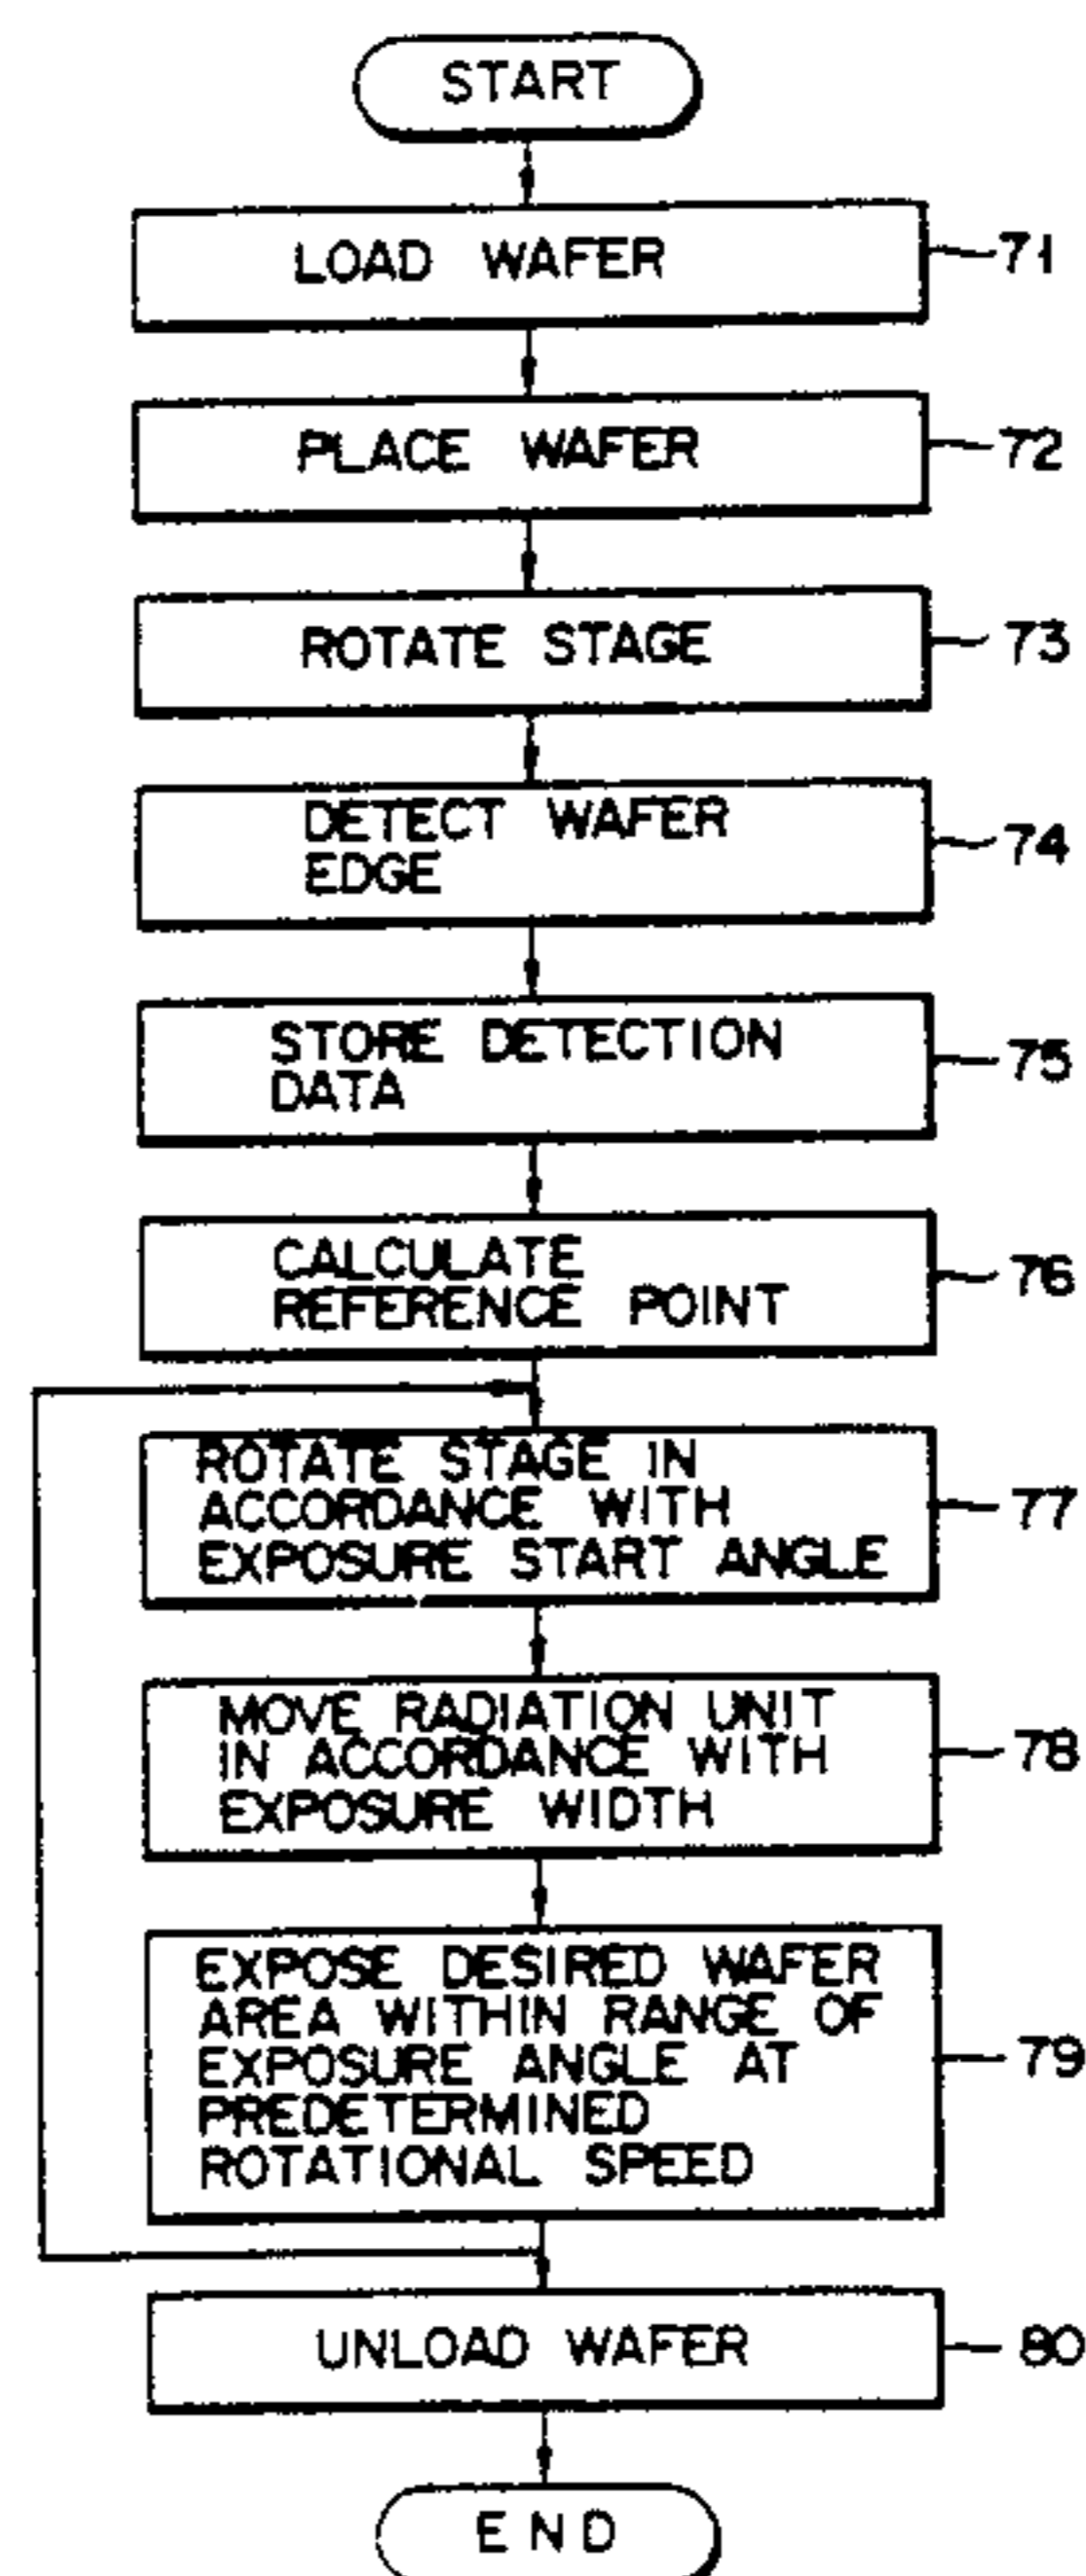 START
LOAD WAFER
71
PLACE WAFER
72
ROTATE STAGE
73
DETECT WAFER
EDGE
74
STORE DETECTION
DATA
75
CALCULATE
REFERENCE POINT
76
ROTATE STAGE IN
ACCORDANCE WITH
EXPOSURE START ANGLE
77
MOVE RADIATION UNIT
IN ACCORDANCE WITH
EXPOSURE WIDTH
78
EXPOSE DESIRED WAFER
AREA WITHIN RANGE OF
EXPOSURE ANGLE AT
PREDETERMINED
ROTATIONAL SPEED
79
UNLOAD WAFER
80
END